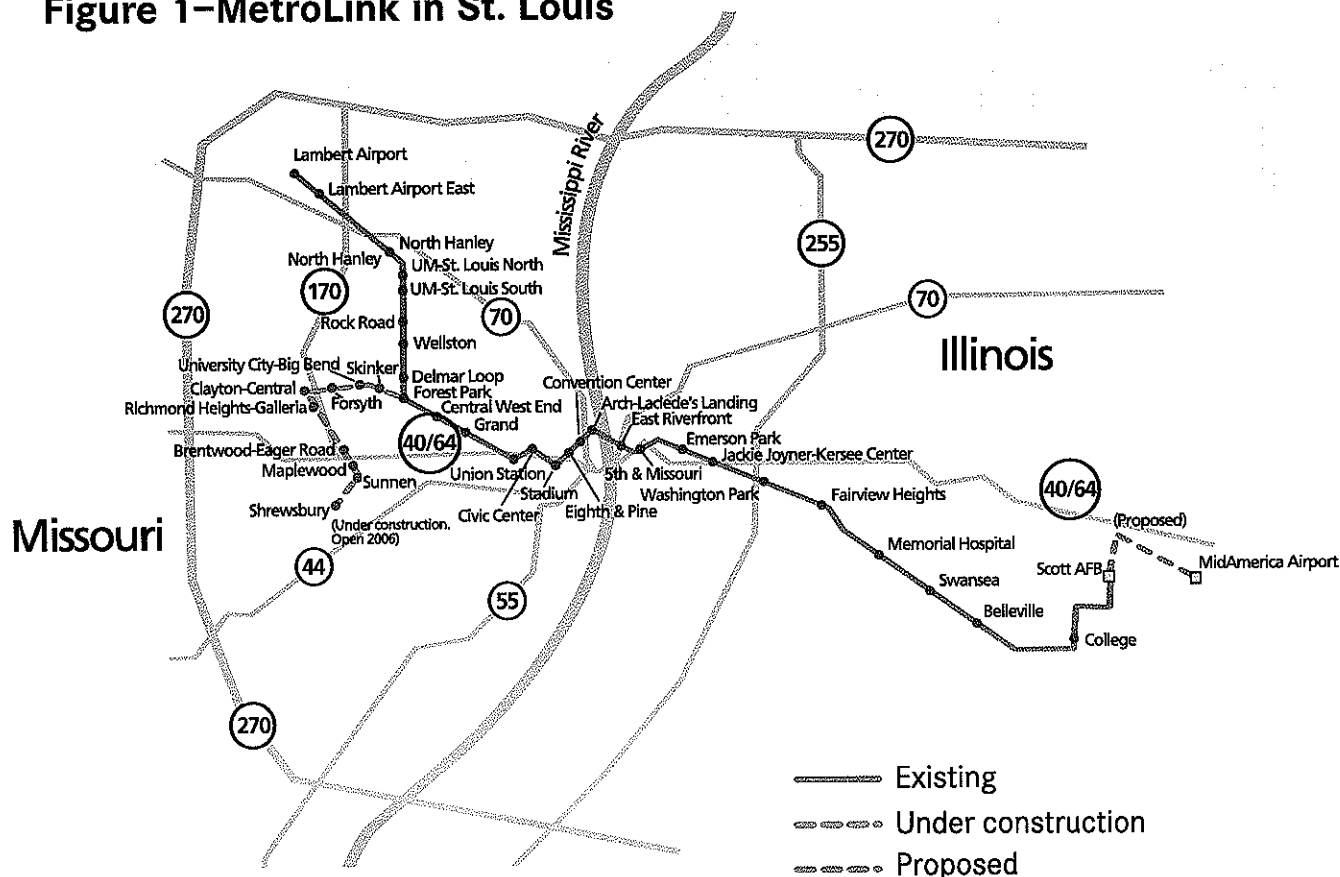 Figure 1–MetroLink in St. Louis
Mississippi River
270
Lambert Airport
Lambert Airport East
255
North Hanley
North Hanley
UM-St. Louis North
170
UM-St. Louis South
270
70
70
Rock Road
Wellston
Illinois
University City-Big Bend
Skinker
Delmar Loop
Clayton-Central
Forsyth
Forest Park
Convention Center
Richmond Heights-Galleria
Central West End
Arch-Laclede's Landing
Grand
East Riverfront
40/64
Emerson Park
Brentwood-Eager Road
Jackie Joyner-Kersee Center
Maplewood
Union Station
5th & Missouri
Sunnen
Stadium
Washington Park
Fairview Heights
40/64
Shrewsbury
Civic Center
Eighth & Pine
(Under construction,
Open 2006)
(Proposed)
Missouri
Memorial Hospital
MidAmerica Airport
44
Scott AFB
Swansea
55
Belleville
College
270
Existing
Under construction
Proposed